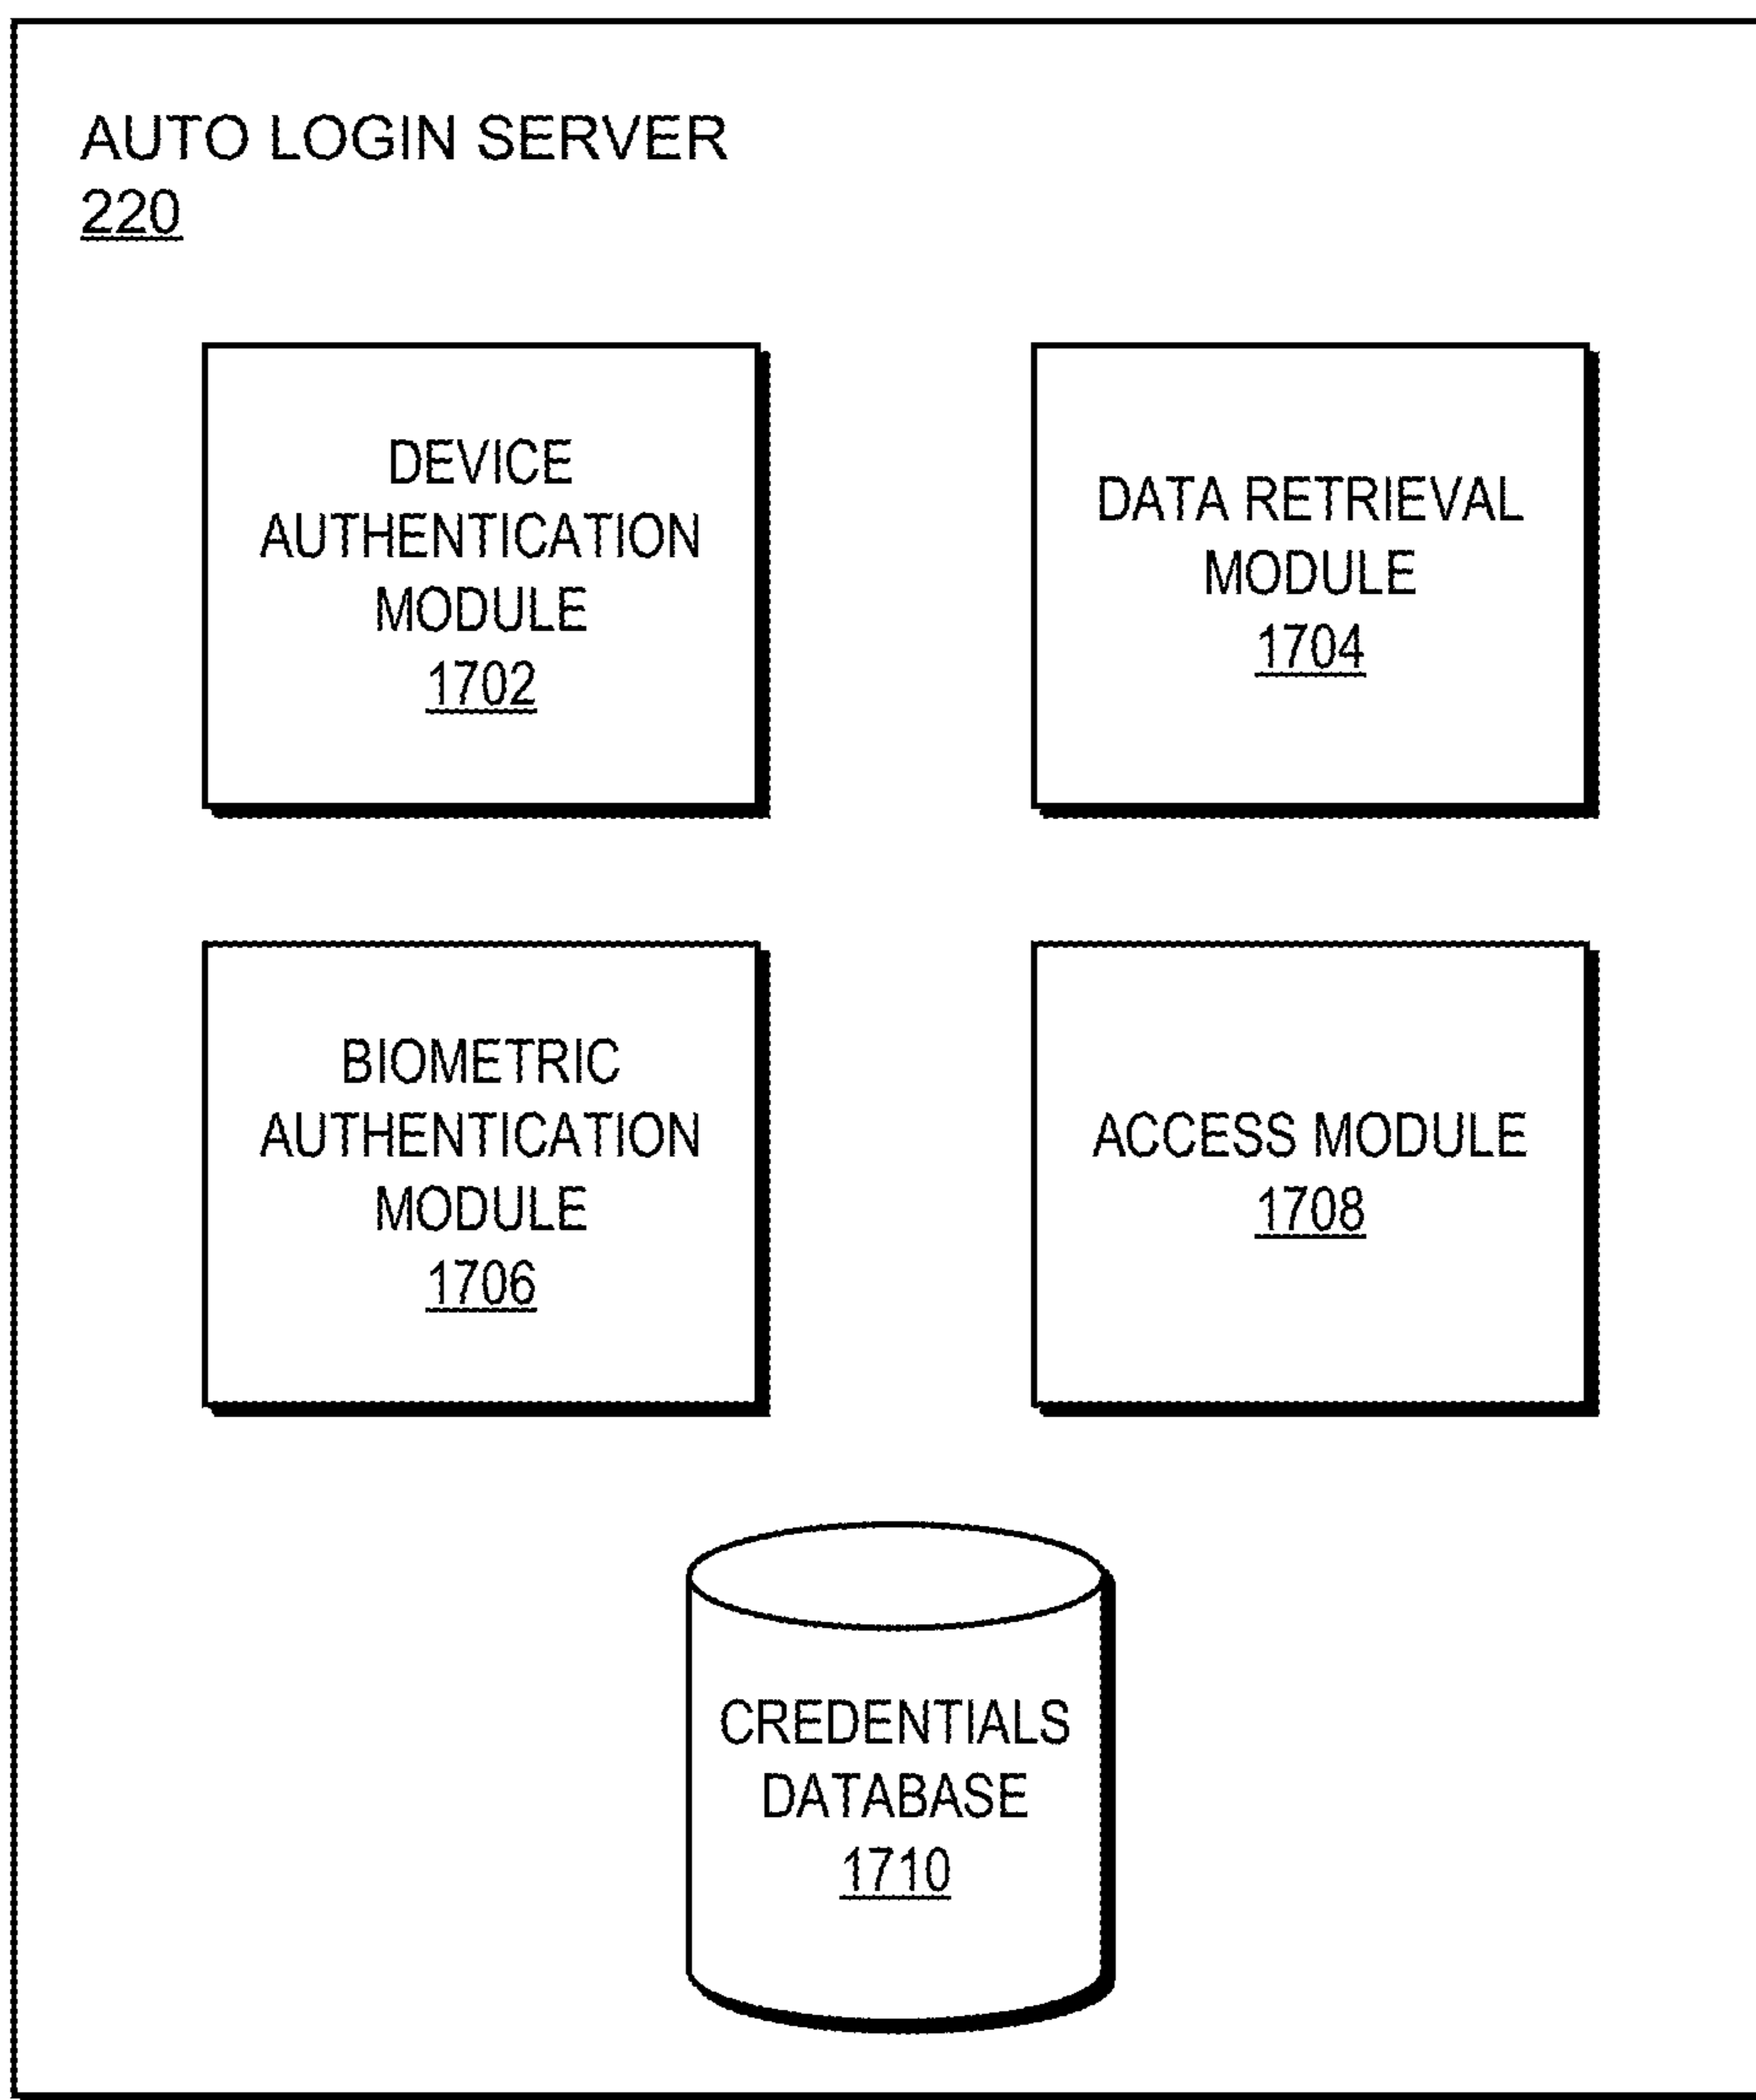 AUTO LOGIN SERVER
220
DEVICE
AUTHENTICATION
MODULE
1702
DATA RETRIEVAL
MODULE
1704
BIOMETRIC
AUTHENTICATION
MODULE
1706
ACCESS MODULE
1708
CREDENTIALS
DATABASE
1710